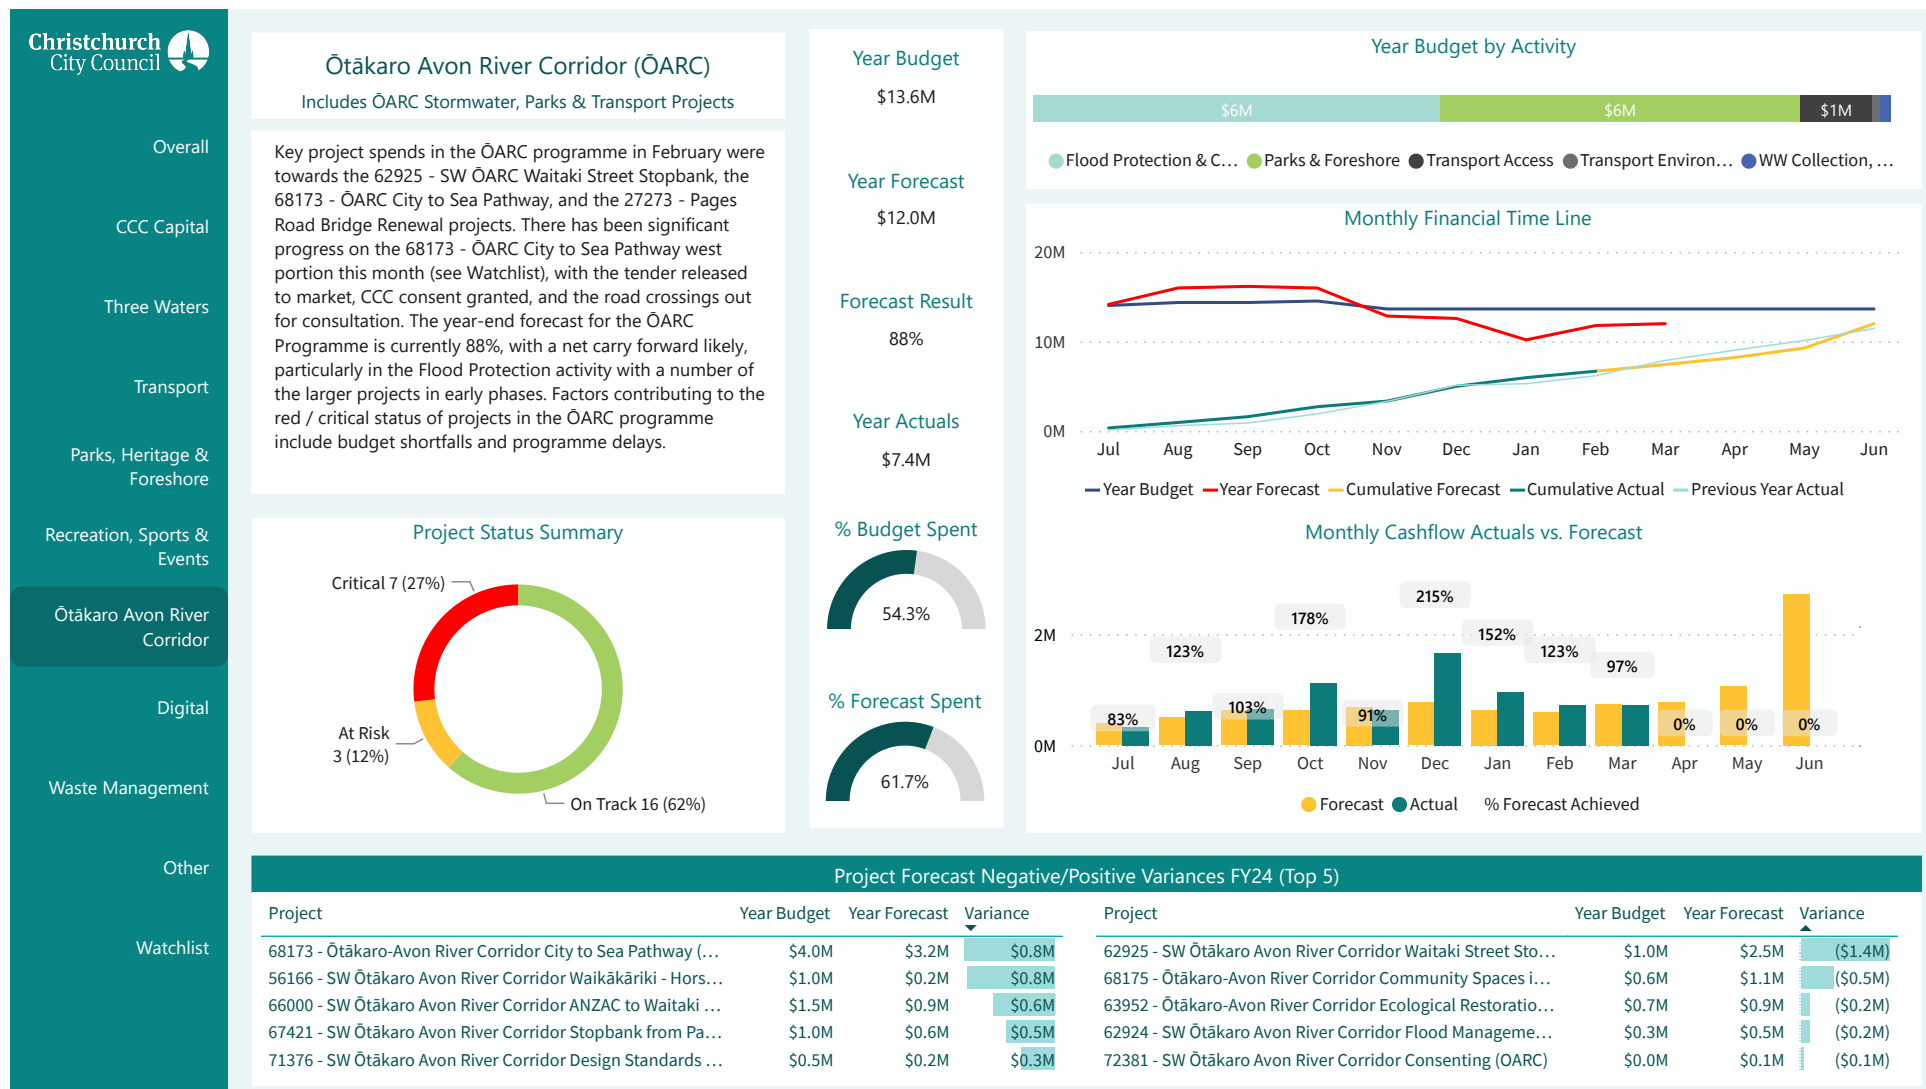 Christchurch
City Council
Overall
CCC Capital
Three Waters
Transport
Parks, Heritage &
Foreshore
Recreation, Sports &
Events
Ōtākaro Avon River
Corridor
Digital
Waste Management
Other
Watchlist
Ōtākaro Avon River Corridor (ŌARC)
Includes ŌARC Stormwater, Parks & Transport Projects
Key project spends in the ŌARC programme in February were
towards the 62925 - SW ŌARC Waitaki Street Stopbank, the
68173 - ŌARC City to Sea Pathway, and the 27273 - Pages
Road Bridge Renewal projects. There has been significant
progress on the 68173 - ŌARC City to Sea Pathway west
portion this month (see Watchlist), with the tender released
to market, CCC consent granted, and the road crossings out
for consultation. The year-end forecast for the ŌARC
Programme is currently 88%, with a net carry forward likely,
particularly in the Flood Protection activity with a number of
the larger projects in early phases. Factors contributing to the
red / critical status of projects in the ŌARC programme
include budget shortfalls and programme delays.
Project Status Summary
Critical 7 (27%)
At Risk
3 (12%)
On Track 16 (62%)
Year Budget
$13.6M
Year Forecast
$12.0M
Forecast Result
88%
Year Actuals
$7.4M
% Budget Spent
54.3%
% Forecast Spent
61.7%
Year Budget by Activity
$6M $6M $1M
Flood Protection & C... Parks & Foreshore Transport Access Transport Environ... WW Collection, ...
Monthly Financial Time Line
20M
10M
0M
Jul Aug Sep Oct Nov Dec Jan Feb Mar Apr May Jun
Year Budget Year Forecast Cumulative Forecast Cumulative Actual Previous Year Actual
Monthly Cashflow Actuals vs. Forecast
2M
0M
83% 123% 103% 178% 91% 215% 152% 123% 97% 0% 0% 0%
Jul Aug Sep Oct Nov Dec Jan Feb Mar Apr May Jun
Forecast Actual % Forecast Achieved
Project Forecast Negative/Positive Variances FY24 (Top 5)
Project Year Budget Year Forecast Variance
68173 - Ōtākaro-Avon River Corridor City to Sea Pathway (... $4.0M $3.2M $0.8M
56166 - SW Ōtākaro Avon River Corridor Waikākāriki - Hors... $1.0M $0.2M $0.8M
66000 - SW Ōtākaro Avon River Corridor ANZAC to Waitaki ... $1.5M $0.9M $0.6M
67421 - SW Ōtākaro Avon River Corridor Stopbank from Pa... $1.0M $0.6M $0.5M
71376 - SW Ōtākaro Avon River Corridor Design Standards ... $0.5M $0.2M $0.3M
Project Year Budget Year Forecast Variance
62925 - SW Ōtākaro Avon River Corridor Waitaki Street Sto... $1.0M $2.5M ($1.4M)
68175 - Ōtākaro-Avon River Corridor Community Spaces i... $0.6M $1.1M ($0.5M)
63952 - Ōtākaro-Avon River Corridor Ecological Restoratio... $0.7M $0.9M ($0.2M)
62924 - SW Ōtākaro Avon River Corridor Flood Manageme... $0.3M $0.5M ($0.2M)
72381 - SW Ōtākaro Avon River Corridor Consenting (OARC) $0.0M $0.1M ($0.1M)